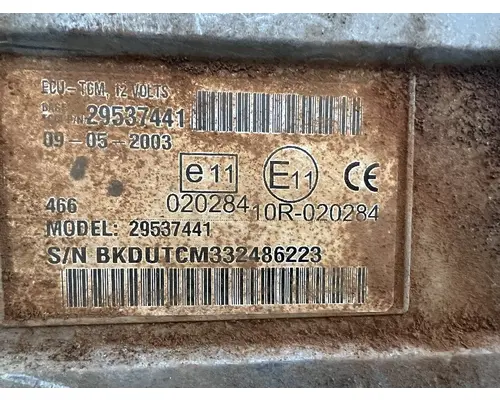 ECU-TCM, 12 VOLTS
29537441
09-05-2003
e11
E11
CE
020284
10R-020284
466
MODEL: 29537441
S/N BKDUTCM332486223